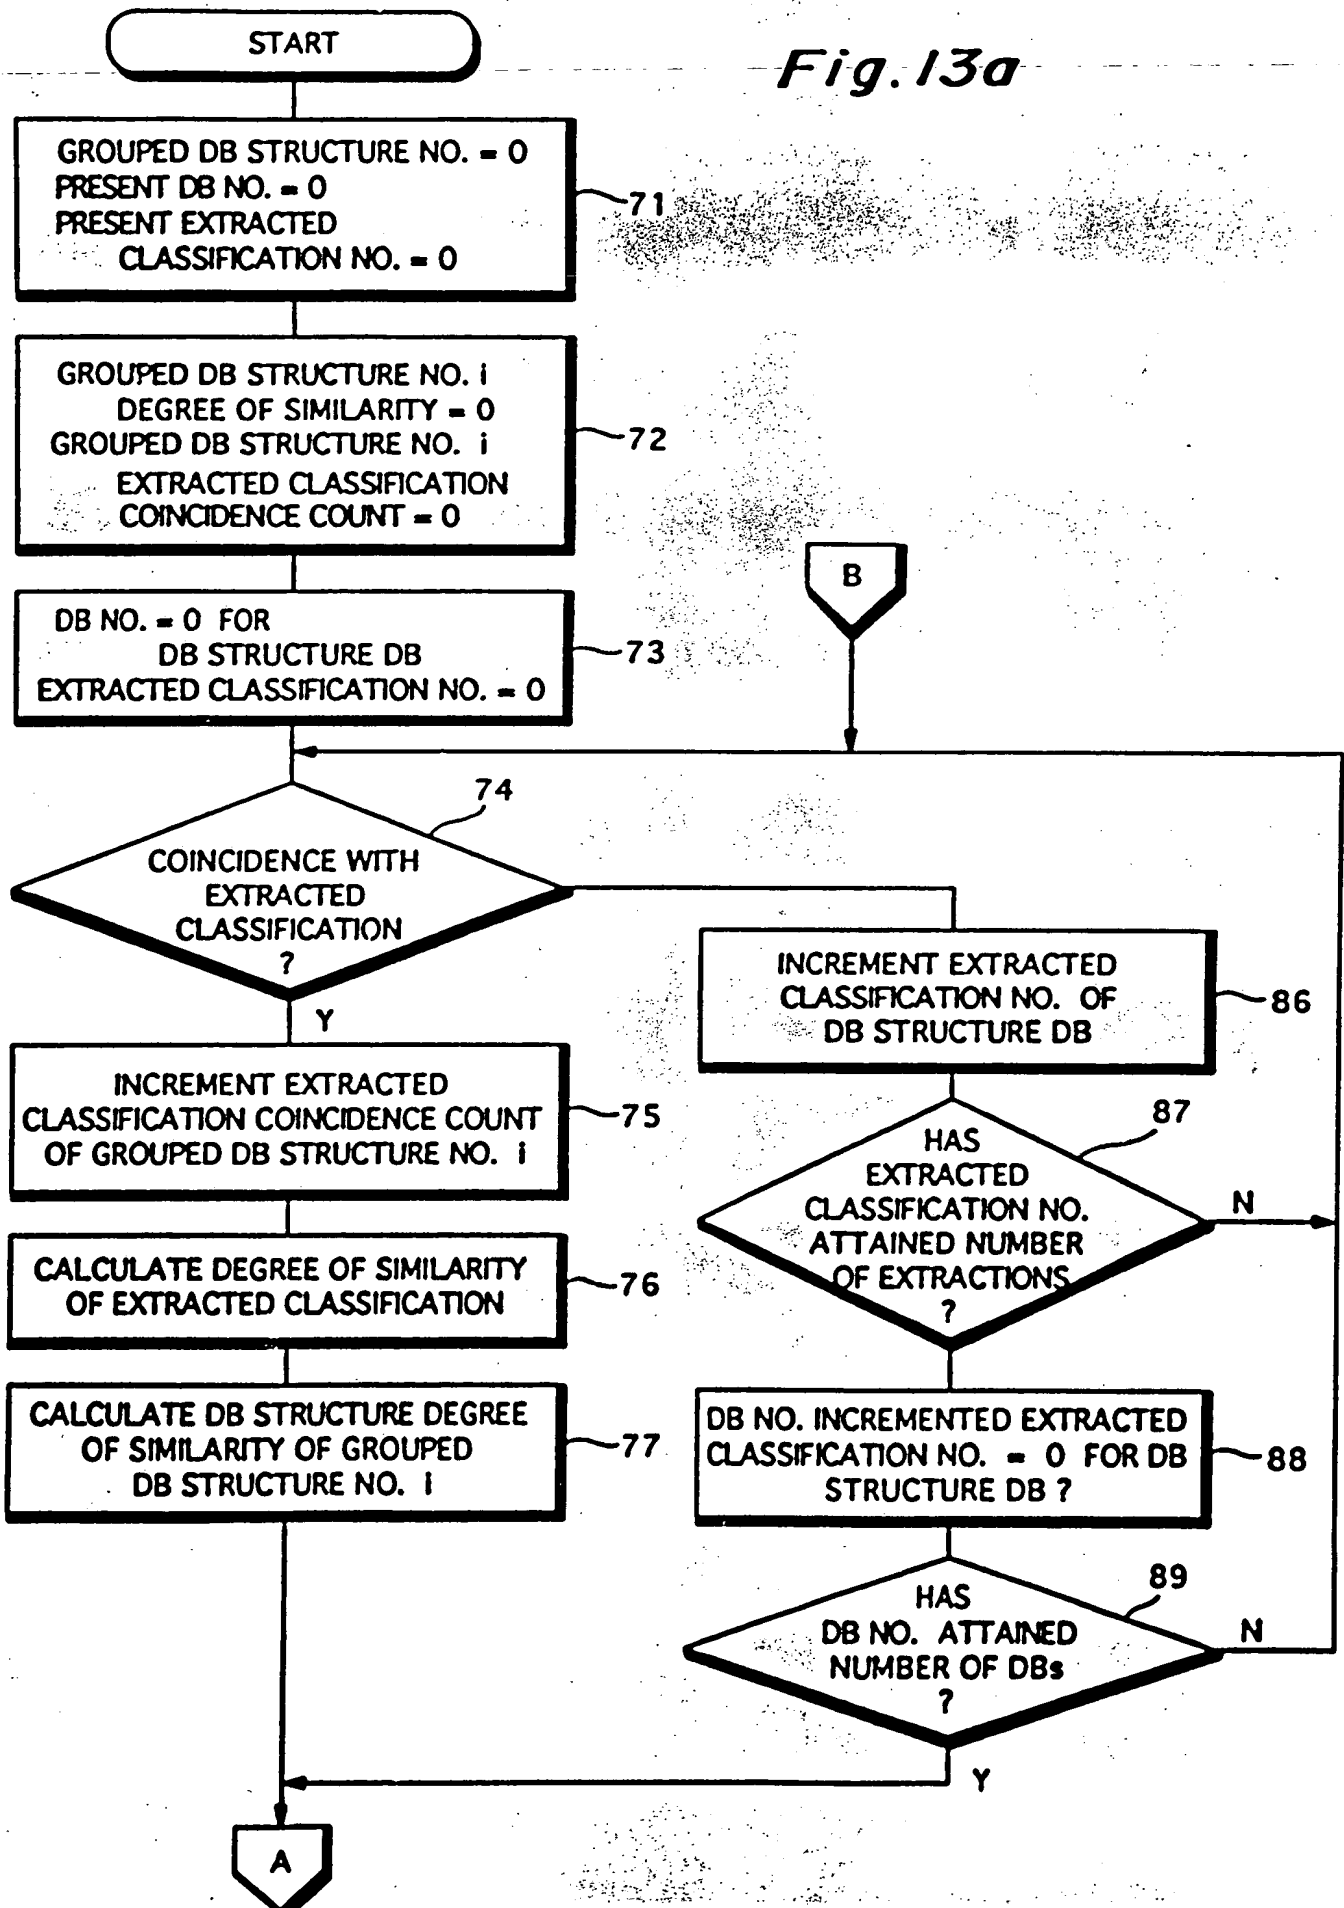 START
Fig. 13a
GROUPED DB STRUCTURE NO. = 0
PRESENT DB NO. = 0
PRESENT EXTRACTED
CLASSIFICATION NO. = 0
71
GROUPED DB STRUCTURE NO. i
DEGREE OF SIMILARITY = 0
GROUPED DB STRUCTURE NO. i
EXTRACTED CLASSIFICATION
COINCIDENCE COUNT = 0
72
B
DB NO. = 0 FOR
DB STRUCTURE DB
EXTRACTED CLASSIFICATION NO. = 0
73
74
COINCIDENCE WITH
EXTRACTED
CLASSIFICATION
?
Y
INCREMENT EXTRACTED
CLASSIFICATION COINCIDENCE COUNT
OF GROUPED DB STRUCTURE NO. i
75
CALCULATE DEGREE OF SIMILARITY
OF EXTRACTED CLASSIFICATION
76
CALCULATE DB STRUCTURE DEGREE
OF SIMILARITY OF GROUPED
DB STRUCTURE NO. i
77
INCREMENT EXTRACTED
CLASSIFICATION NO. OF
DB STRUCTURE DB
86
87
HAS
EXTRACTED
CLASSIFICATION NO.
ATTAINED NUMBER
OF EXTRACTIONS
?
N
DB NO. INCREMENTED EXTRACTED
CLASSIFICATION NO. = 0 FOR DB
STRUCTURE DB ?
88
89
HAS
DB NO. ATTAINED
NUMBER OF DBs
?
N
Y
A